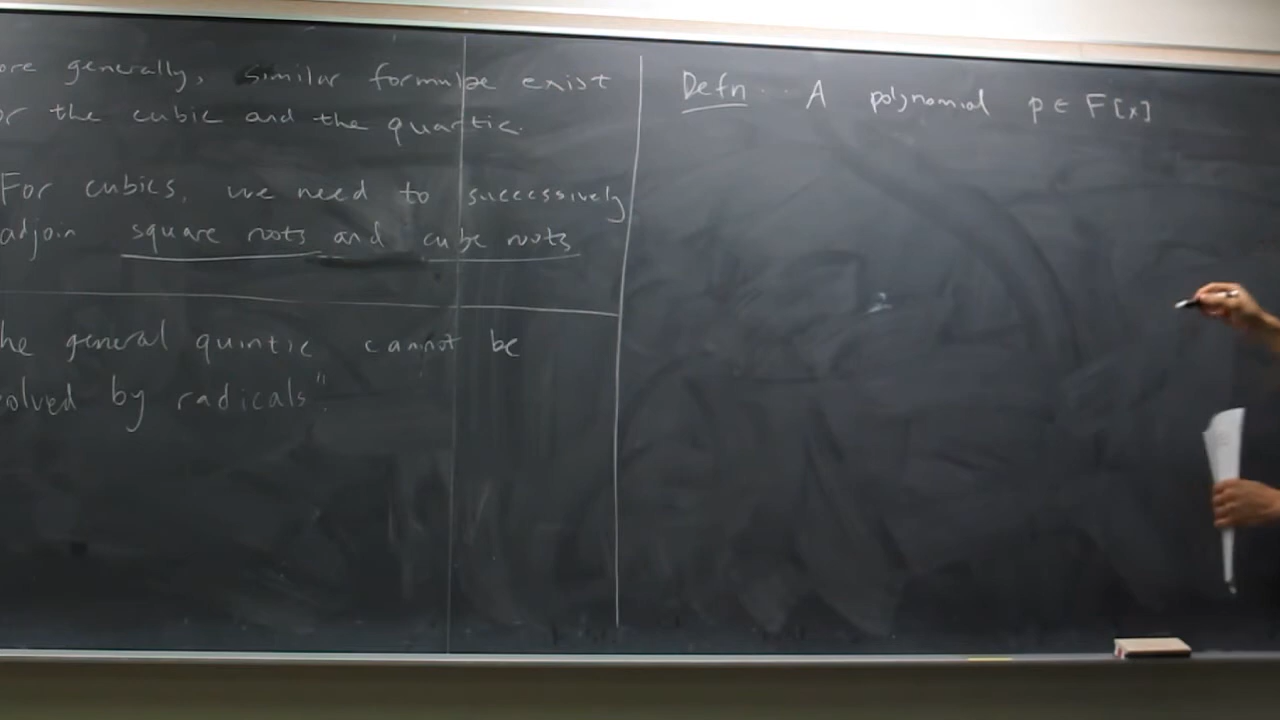 ore generally, similar formulae exist
or the cubic and the quartic.
For cubics, we need to successively
adjoin square roots and cube roots
he general quintic cannot be
olved by radicals".
Defn. . A polynomial p ∈ F[x]